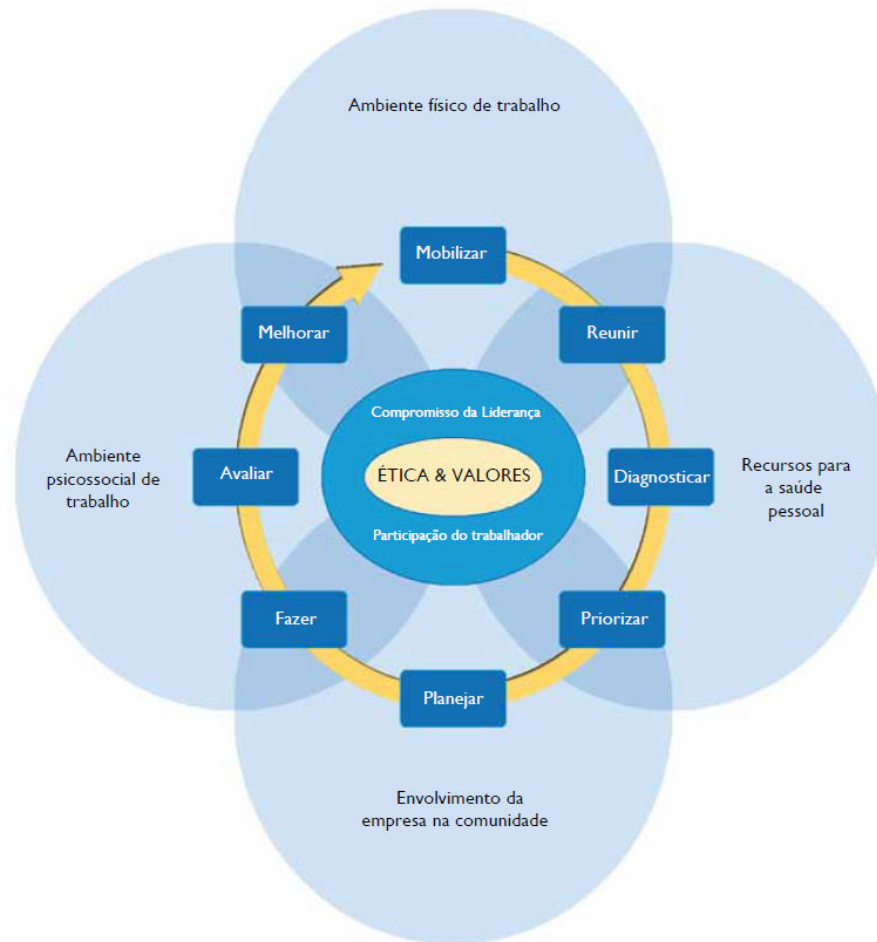 Ambiente físico de trabalho
Mobilizar
Melhorar
Reunir
Compromisso da Liderança
Ambiente
psicossocial de
trabalho
Avaliar
ÉTICA & VALORES
Diagnosticar
Recursos para
a saúde
pessoal
Participação do trabalhador
Fazer
Priorizar
Planejar
Envolvimento da
empresa na comunidade